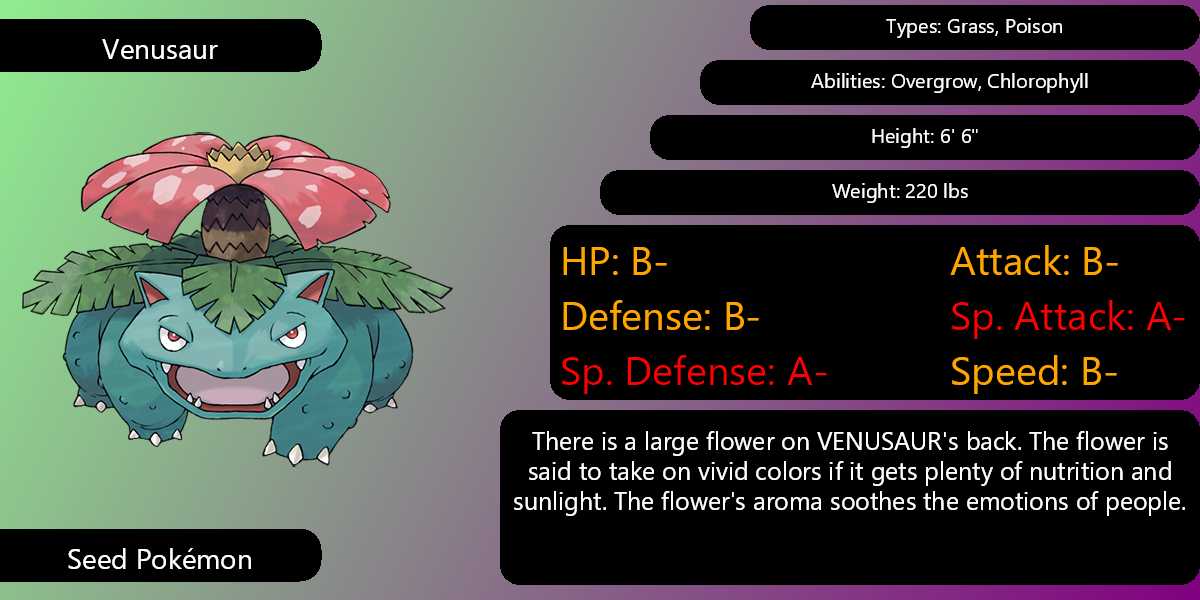 Venusaur
Seed Pokémon
Types: Grass, Poison
Abilities: Overgrow, Chlorophyll
Height: 6' 6"
Weight: 220 lbs
HP: B-
Attack: B-
Defense: B-
Sp. Attack: A-
Sp. Defense: A-
Speed: B-
There is a large flower on VENUSAUR's back. The flower is
said to take on vivid colors if it gets plenty of nutrition and
sunlight. The flower's aroma soothes the emotions of people.